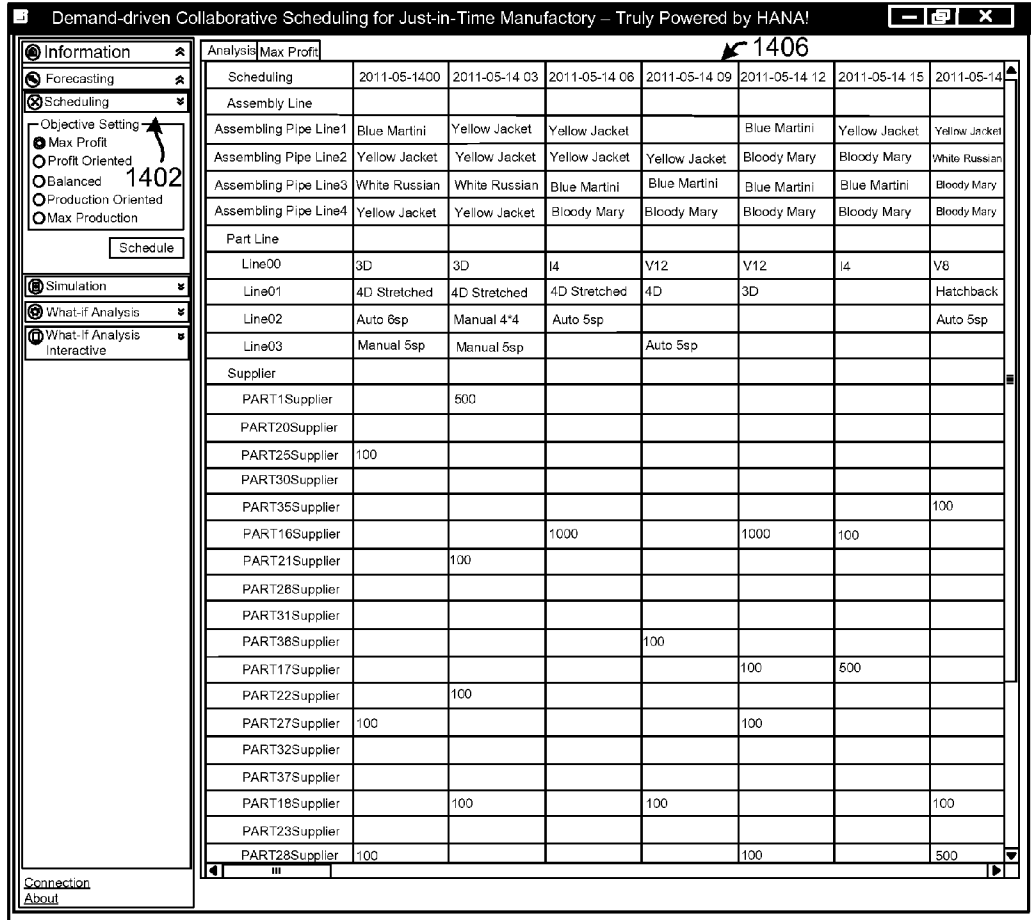 Demand-driven Collaborative Scheduling for Just-in-Time Manufactory – Truly Powered by HANA!
Information
Forecasting
Scheduling
Objective Setting
Max Profit
Profit Oriented
Balanced
1402
Production Oriented
Max Production
Schedule
Simulation
What-if Analysis
What-If Analysis
Interactive
Connection
About
Analysis Max Profit
1406
Scheduling 2011-05-1400 2011-05-14 03 2011-05-14 06 2011-05-14 09 2011-05-14 12 2011-05-14 15 2011-05-14
Assembly Line
Assembling Pipe Line1 Blue Martini Yellow Jacket Yellow Jacket Blue Martini Yellow Jacket Yellow Jacket
Assembling Pipe Line2 Yellow Jacket Yellow Jacket Yellow Jacket Yellow Jacket Bloody Mary Bloody Mary White Russian
Assembling Pipe Line3 White Russian White Russian Blue Martini Blue Martini Blue Martini Blue Martini Bloody Mary
Assembling Pipe Line4 Yellow Jacket Yellow Jacket Bloody Mary Bloody Mary Bloody Mary Bloody Mary Bloody Mary
Part Line
Line00 3D 3D I4 V12 V12 I4 V8
Line01 4D Stretched 4D Stretched 4D Stretched 4D 3D Hatchback
Line02 Auto 6sp Manual 4*4 Auto 5sp Auto 5sp
Line03 Manual 5sp Manual 5sp Auto 5sp
Supplier
PART1Supplier 500
PART20Supplier
PART25Supplier 100
PART30Supplier
PART35Supplier 100
PART16Supplier 1000 1000 100
PART21Supplier 100
PART26Supplier
PART31Supplier
PART36Supplier 100
PART17Supplier 100 500
PART22Supplier 100
PART27Supplier 100 100
PART32Supplier
PART37Supplier
PART18Supplier 100 100 100
PART23Supplier
PART28Supplier 100 100 500